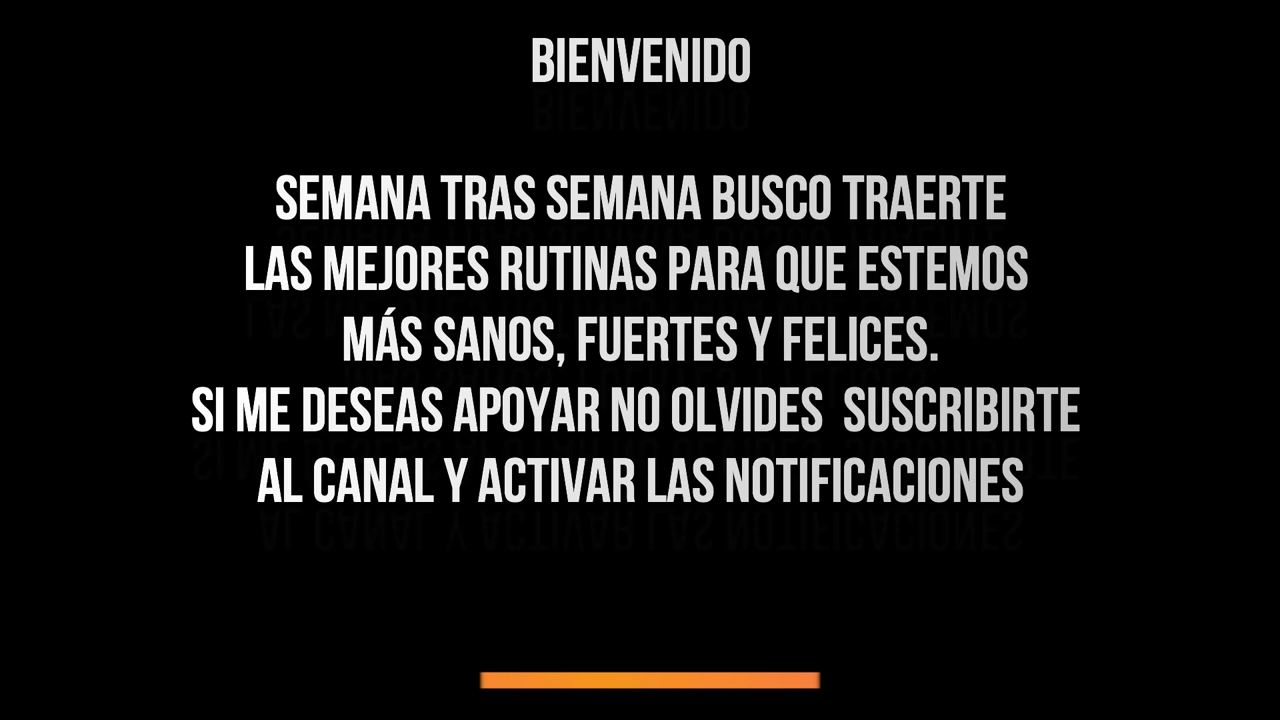 BIENVENIDO
SEMANA TRAS SEMANA BUSCO TRAERTE
LAS MEJORES RUTINAS PARA QUE ESTEMOS
MÁS SANOS, FUERTES Y FELICES.
SI ME DESEAS APOYAR NO OLVIDES  SUSCRIBIRTE
AL CANAL Y ACTIVAR LAS NOTIFICACIONES